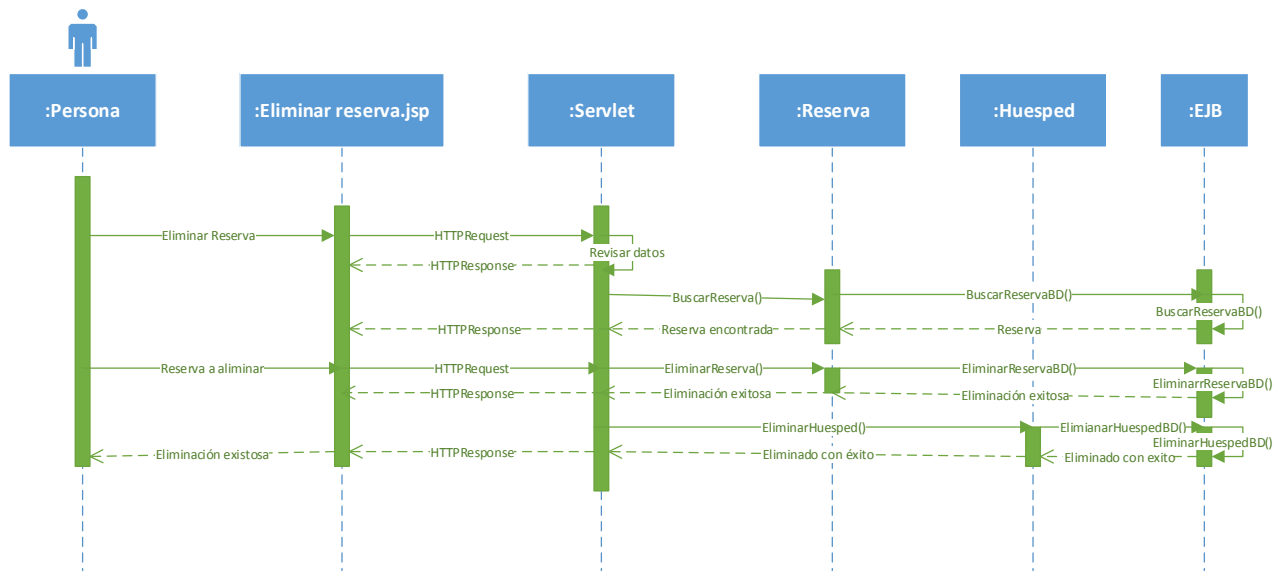 :Persona
:Eliminar reserva.jsp
:Servlet
:Reserva
:Huesped
:EJB
Eliminar Reserva
HTTPRequest
Revisar datos
HTTPResponse
BuscarReserva()
BuscarReservaBD()
BuscarReservaBD()
HTTPResponse
Reserva encontrada
Reserva
Reserva a aliminar
HTTPRequest
EliminarReserva()
EliminarReservaBD()
EliminarrReservaBD()
HTTPResponse
Eliminación exitosa
Eliminación exitosa
EliminarHuesped()
ElimianarHuespedBD()
EliminarHuespedBD()
Eliminación existosa
HTTPResponse
Eliminado con éxito
Eliminado con exito